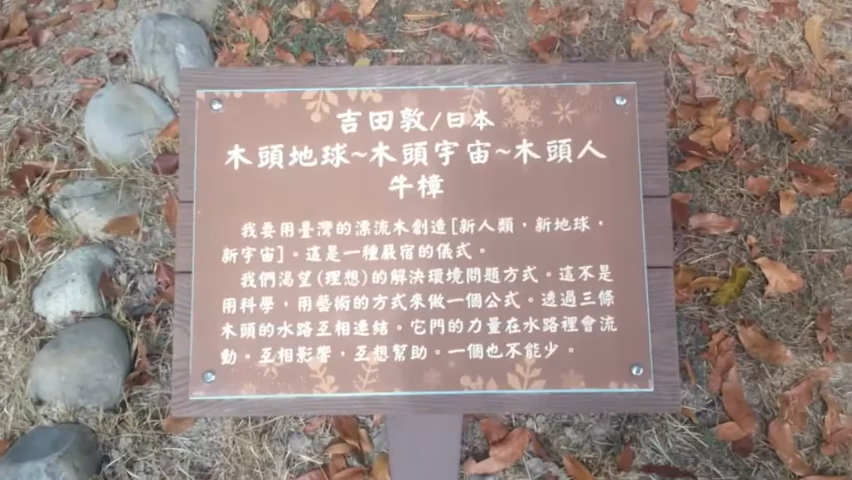 吉田敦/日本
木頭地球~木頭宇宙~木頭人
牛樟
我要用臺灣的漂流木創造[新人類，新地球，
新宇宙]。這是一種嚴宿的儀式。
我們渴望(理想)的解決環境問題方式。這不是
用科學，用藝術的方式來做一個公式。透過三條
木頭的水路互相連結。它門的力量在水路裡會流
動。互相影響，互想幫助。一個也不能少。